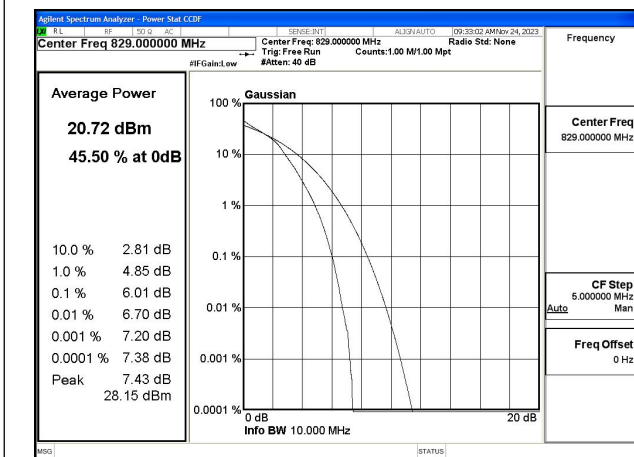 Agilent Spectrum Analyzer - Power Stat CCDF
RL RF 50 Ω AC SENSE:INT ALIGN AUTO 09:33:02 AM Nov 24, 2023
Center Freq 829.000000 MHz
Center Freq: 829.000000 MHz Radio Std: None
Trig: Free Run Counts:1.00 M/1.00 Mpt
#IFGain:Low #Atten: 40 dB
Frequency
Average Power
20.72 dBm
45.50 % at 0dB
10.0 % 2.81 dB
1.0 % 4.85 dB
0.1 % 6.01 dB
0.01 % 6.70 dB
0.001 % 7.20 dB
0.0001 % 7.38 dB
Peak 7.43 dB
28.15 dBm
Gaussian
100 %
10 %
1 %
0.1 %
0.01 %
0.001 %
0.0001 %
0 dB 20 dB
Info BW 10.000 MHz
Center Freq
829.000000 MHz
CF Step
5.000000 MHz
Auto Man
Freq Offset
0 Hz
MSG STATUS